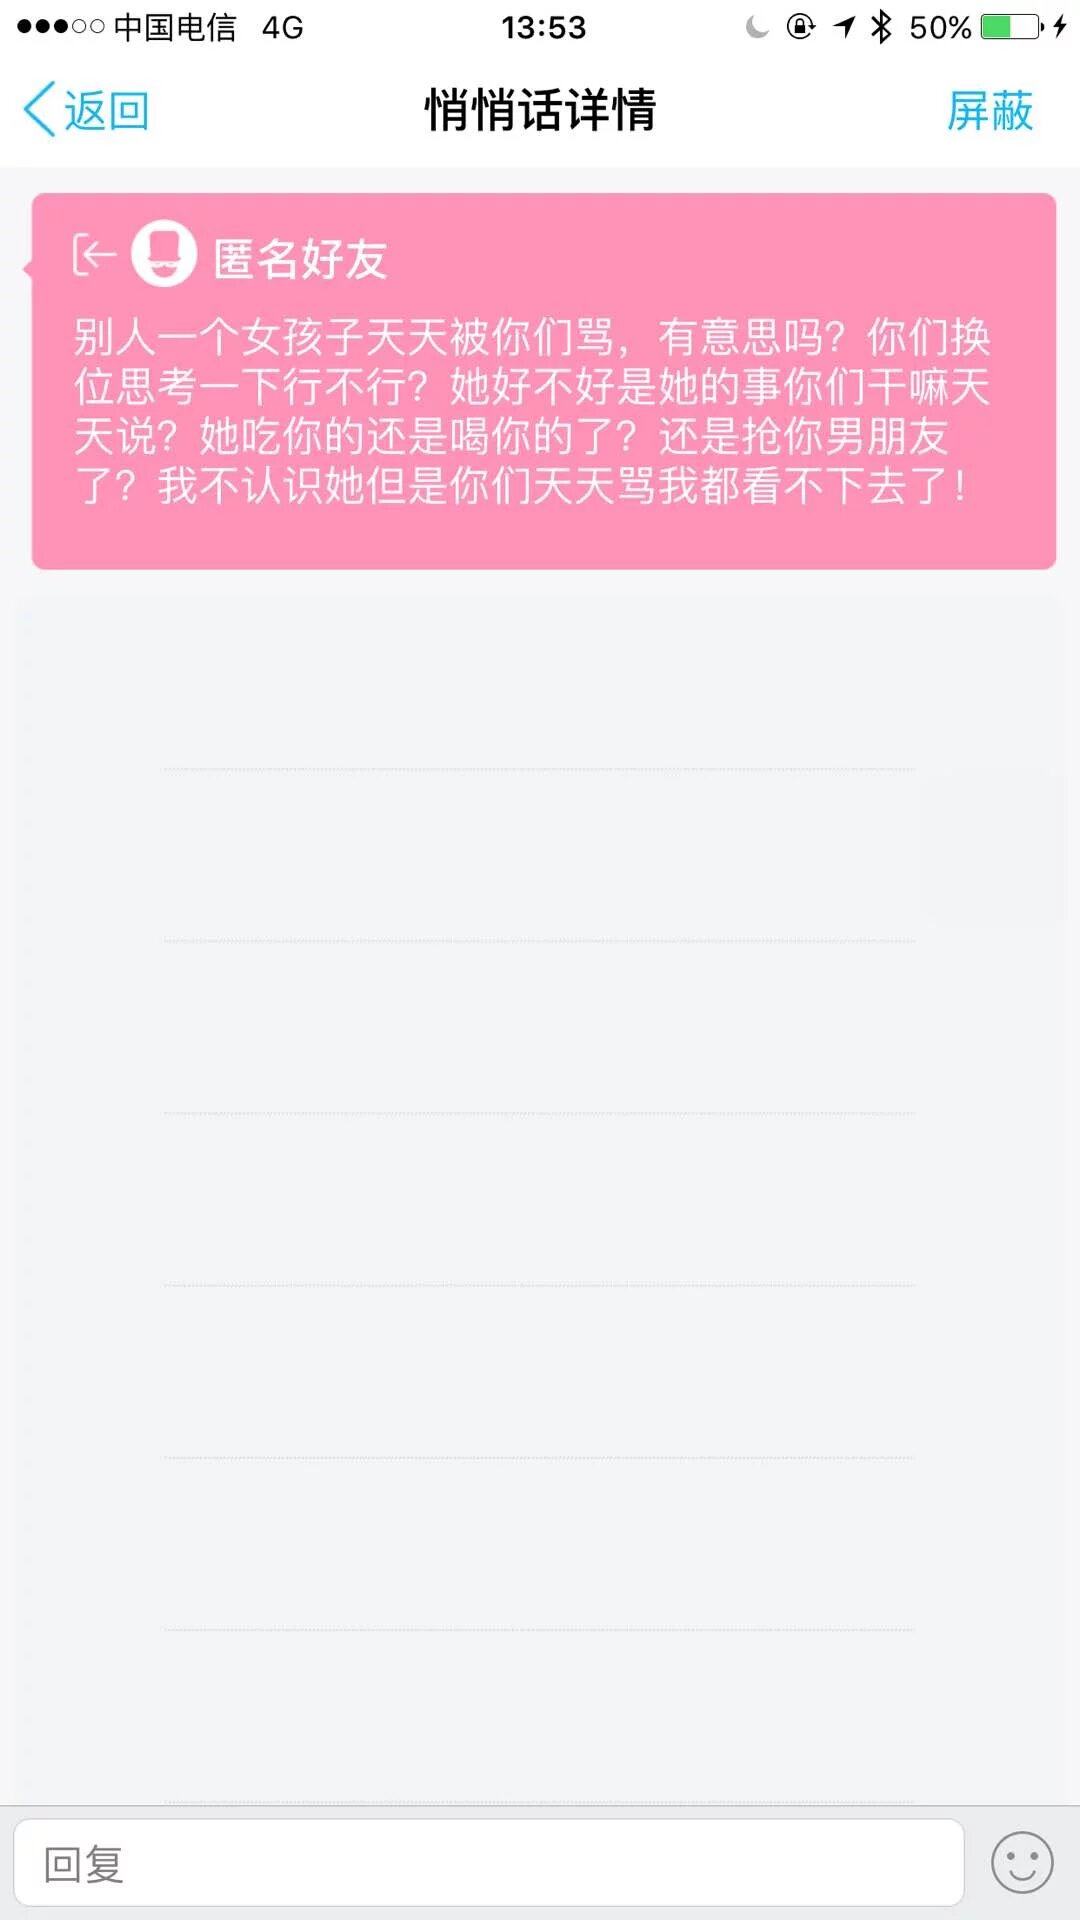 中国电信 4G 13:53 50%
返回 悄悄话详情 屏蔽
匿名好友
别人一个女孩子天天被你们骂，有意思吗？你们换
位思考一下行不行？她好不好是她的事你们干嘛天
天说？她吃你的还是喝你的了？还是抢你男朋友
了？我不认识她但是你们天天骂我都看不下去了！
回复